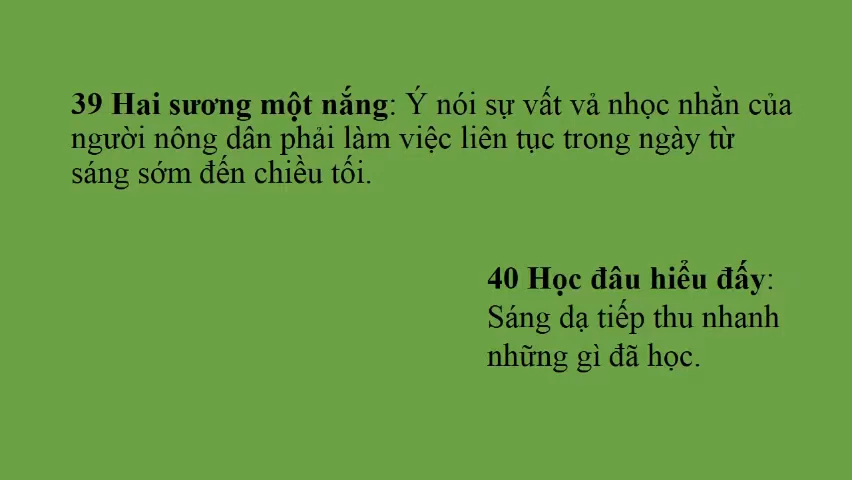 39 Hai sương một nắng: Ý nói sự vất vả nhọc nhằn của
người nông dân phải làm việc liên tục trong ngày từ
sáng sớm đến chiều tối.
40 Học đâu hiểu đấy:
Sáng dạ tiếp thu nhanh
những gì đã học.